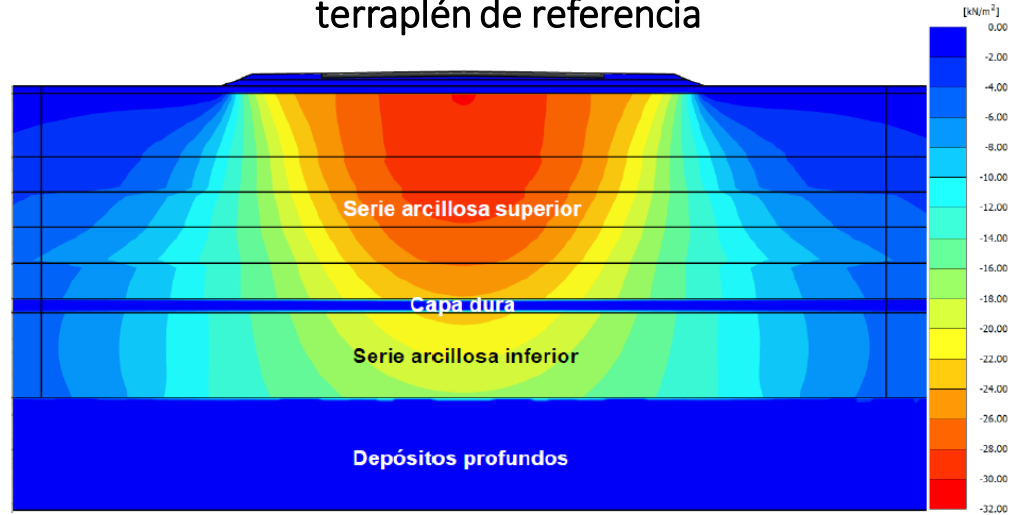 terraplén de referencia
[kN/m²]
0.00
-2.00
-4.00
-6.00
-8.00
-10.00
-12.00
-14.00
-16.00
-18.00
-20.00
-22.00
-24.00
-26.00
-28.00
-30.00
-32.00
Serie arcillosa superior
Capa dura
Serie arcillosa inferior
Depósitos profundos